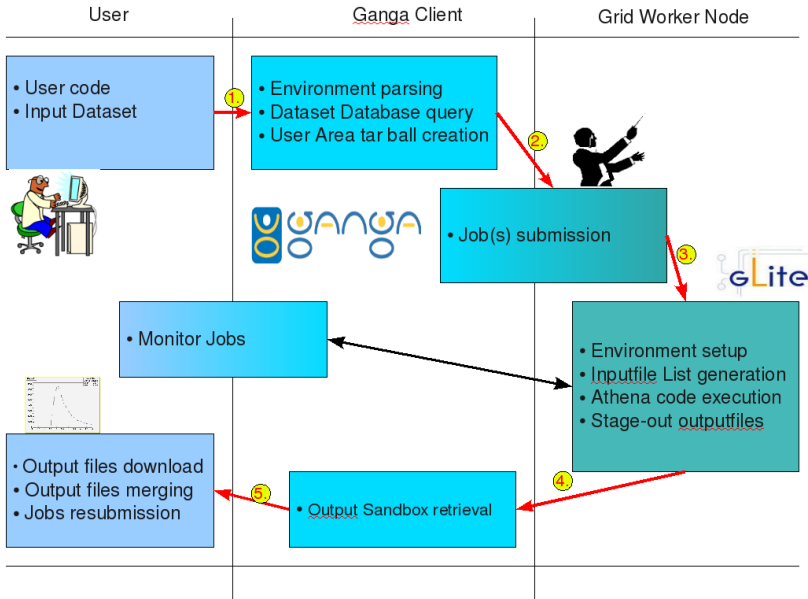 User
Ganga Client
Grid Worker Node
• User code
• Input Dataset
1.
• Environment parsing
• Dataset Database query
• User Area tar ball creation
2.
GANGA
• Job(s) submission
3.
gLite
• Monitor Jobs
• Environment setup
• Inputfile List generation
• Athena code execution
• Stage-out outputfiles
4.
• Output Sandbox retrieval
5.
• Output files download
• Output files merging
• Jobs resubmission